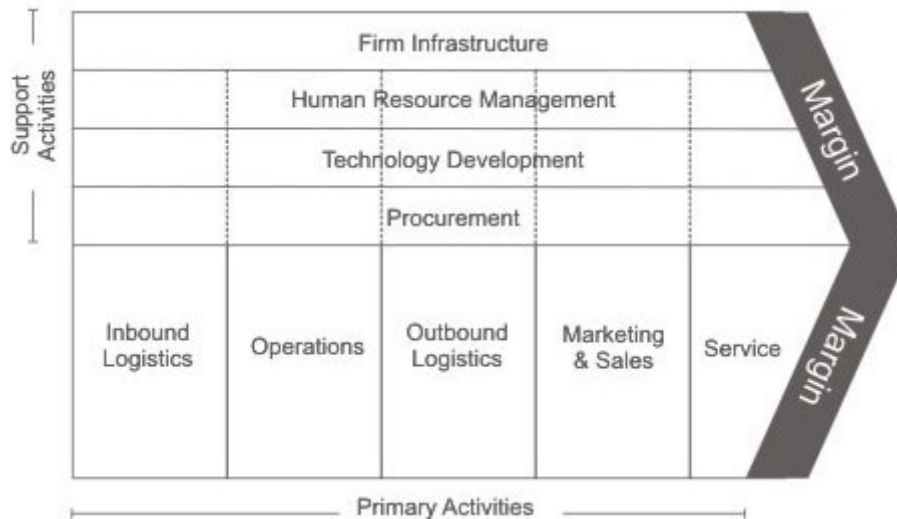 Support
Activities
Firm Infrastructure
Human Resource Management
Technology Development
Procurement
Inbound
Logistics
Operations
Outbound
Logistics
Marketing
& Sales
Service
Margin
Margin
Primary Activities